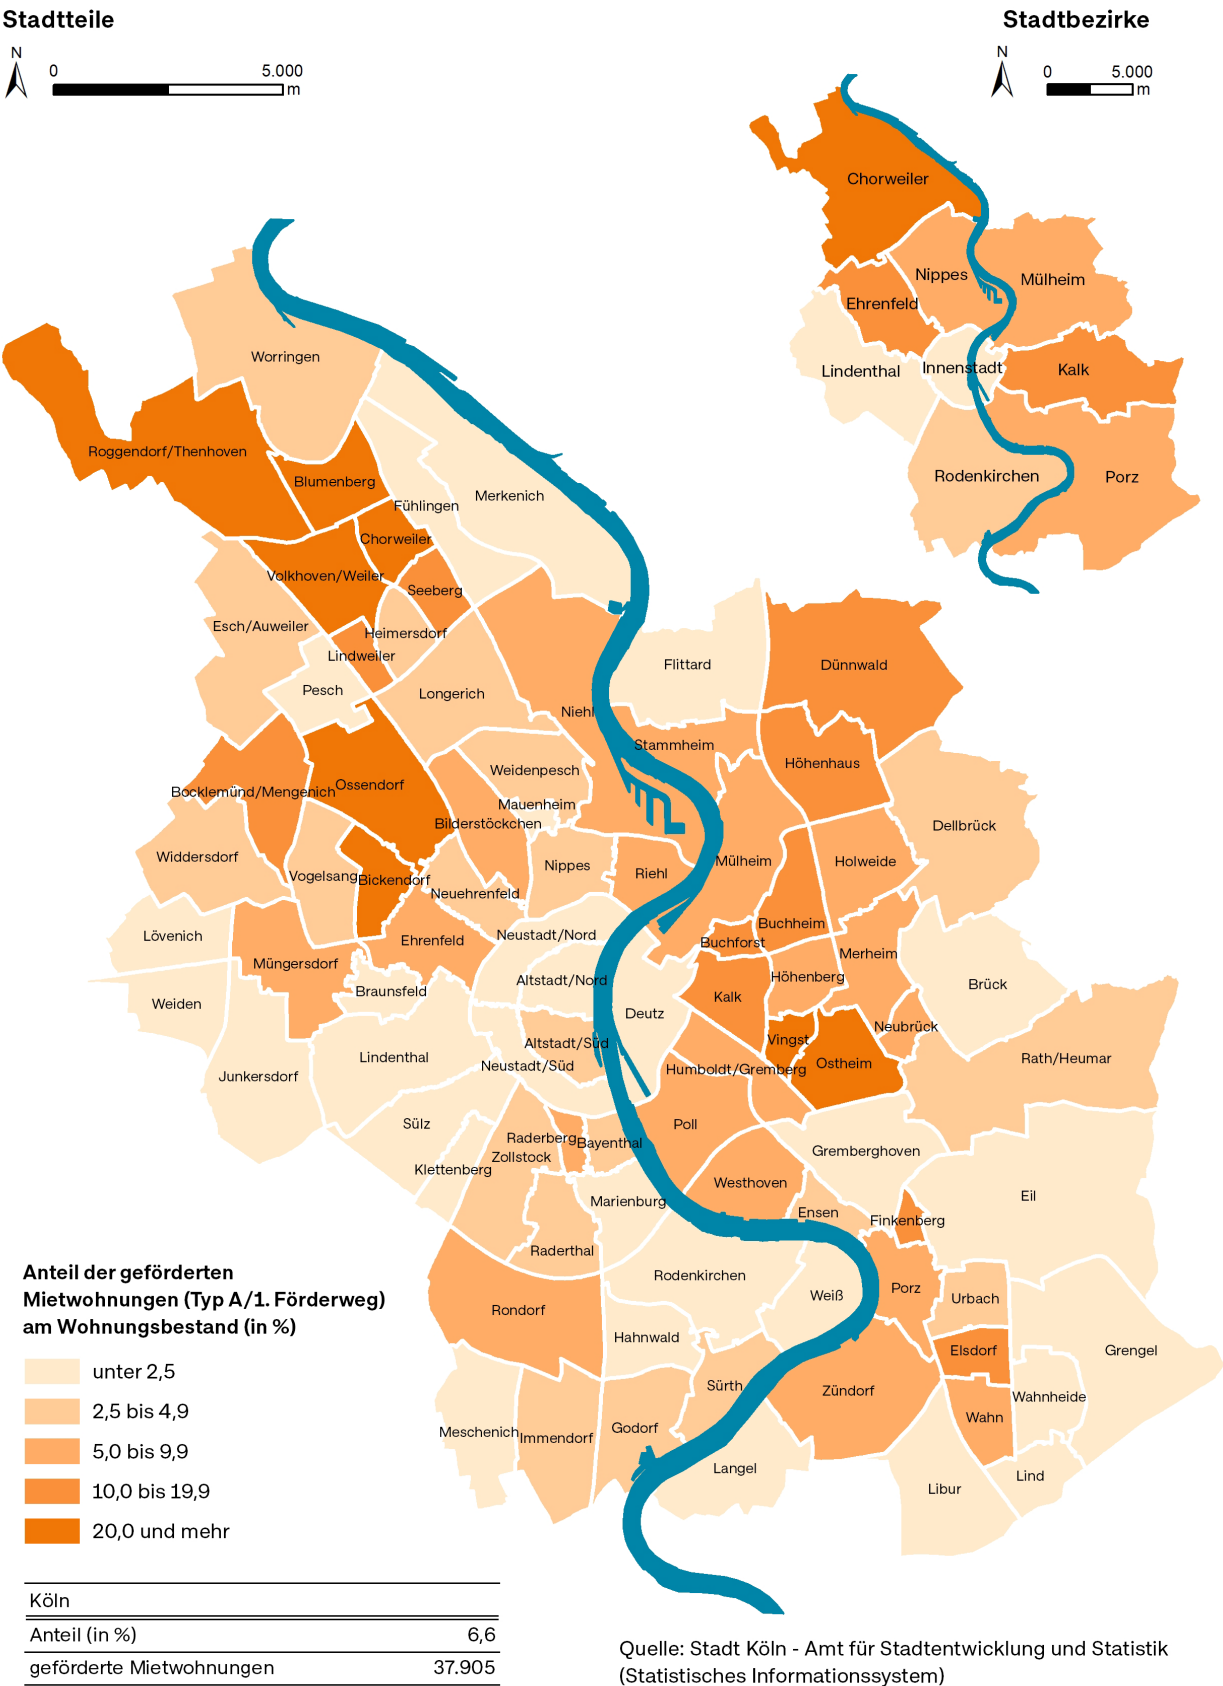 Stadtteile
N
0 5.000
m
Stadtbezirke
N
0 5.000
m
Chorweiler
Nippes
Mülheim
Ehrenfeld
Lindenthal
Innenstadt
Kalk
Rodenkirchen
Porz
Worringen
Roggendorf/Thenhoven
Blumenberg
Merkenich
Fühlingen
Chorweiler
Volkhoven/Weiler
Seeberg
Esch/Auweiler
Heimersdorf
Lindweiler
Pesch
Longerich
Flittard
Dünnwald
Niehl
Stammheim
Höhenhaus
Weidenpesch
Ossendorf
Bocklemünd/Mengenich
Mauenheim
Bilderstöckchen
Dellbrück
Widdersdorf
Mülheim
Holweide
Nippes
Riehl
Vogelsang
Bickendorf
Neuehrenfeld
Buchheim
Lövenich
Ehrenfeld
Neustadt/Nord
Buchforst
Merheim
Müngersdorf
Höhenberg
Altstadt/Nord
Brück
Braunsfeld
Kalk
Weiden
Deutz
Neubrück
Vingst
Altstadt/Süd
Lindenthal
Rath/Heumar
Ostheim
Neustadt/Süd
Humboldt/Gremberg
Junkersdorf
Sülz
Poll
Raderberg
Bayenthal
Zollstock
Gremberghoven
Klettenberg
Westhoven
Eil
Marienburg
Ensen
Finkenberg
Raderthal
Rodenkirchen
Porz
Weiß
Urbach
Rondorf
Hahnwald
Elsdorf
Grengel
Sürth
Zündorf
Wahnheide
Wahn
Godorf
Meschenich
Immendorf
Langel
Lind
Libur
Anteil der geförderten
Mietwohnungen (Typ A/1. Förderweg)
am Wohnungsbestand (in %)
unter 2,5
2,5 bis 4,9
5,0 bis 9,9
10,0 bis 19,9
20,0 und mehr
Köln
Anteil (in %) 6,6
geförderte Mietwohnungen 37.905
Quelle: Stadt Köln - Amt für Stadtentwicklung und Statistik
(Statistisches Informationssystem)